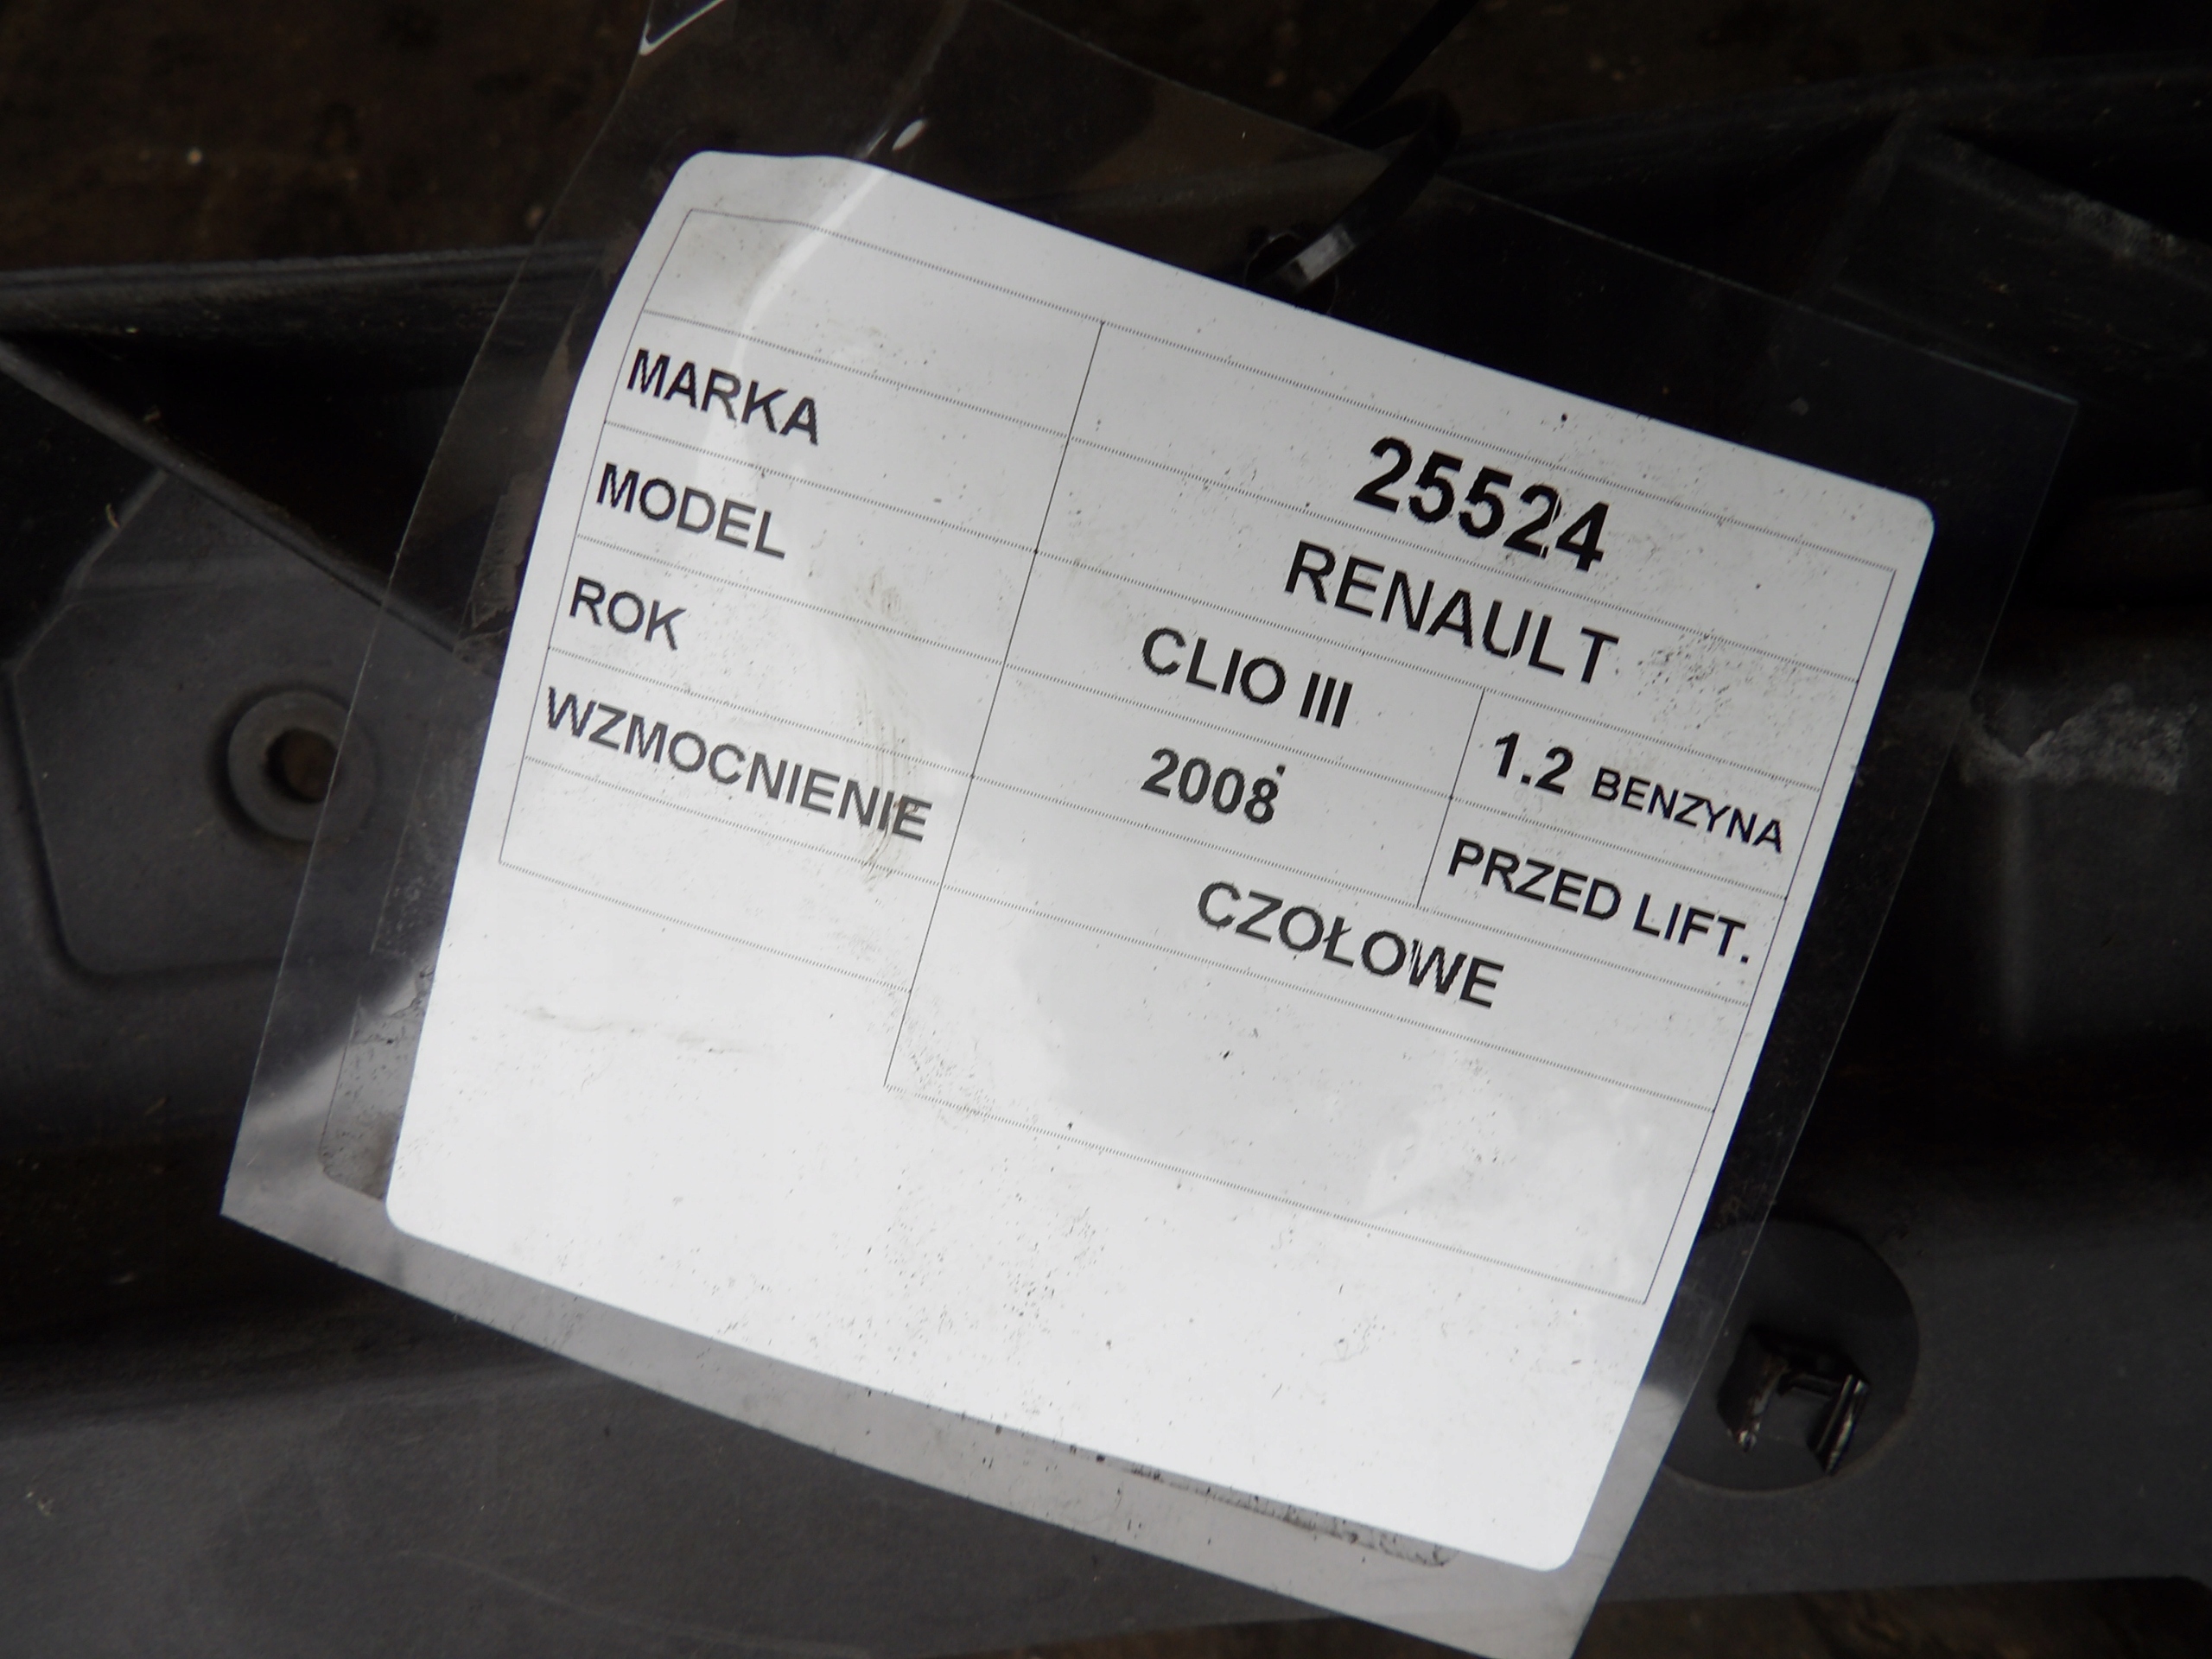 25524
MARKA RENAULT
MODEL CLIO III 1.2 BENZYNA
ROK 2008 PRZED LIFT.
WZMOCNIENIE CZOŁOWE